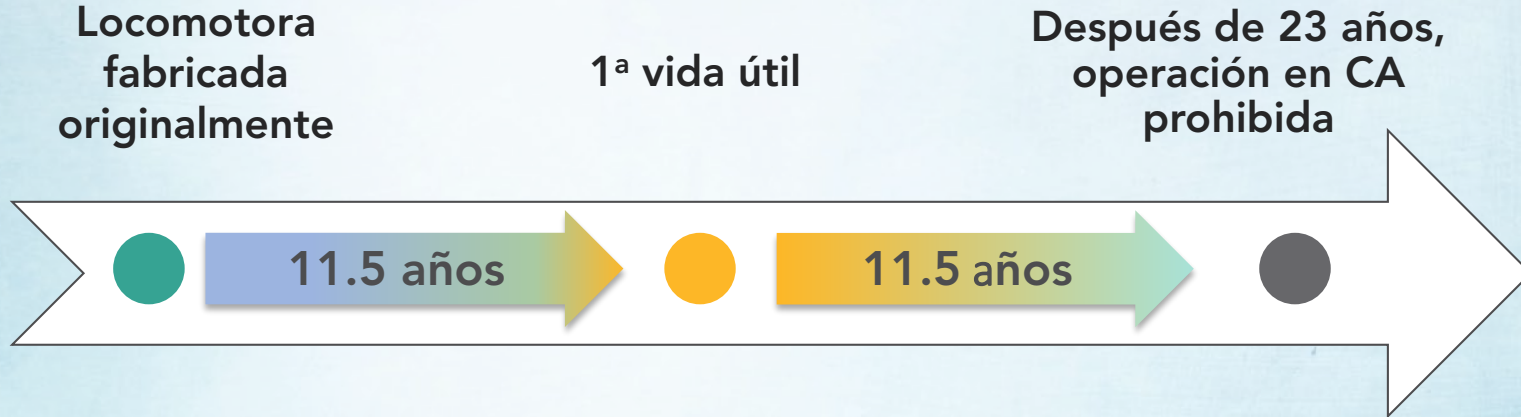 Locomotora
fabricada
originalmente
1ª vida útil
Después de 23 años,
operación en CA
prohibida
11.5 años
11.5 años